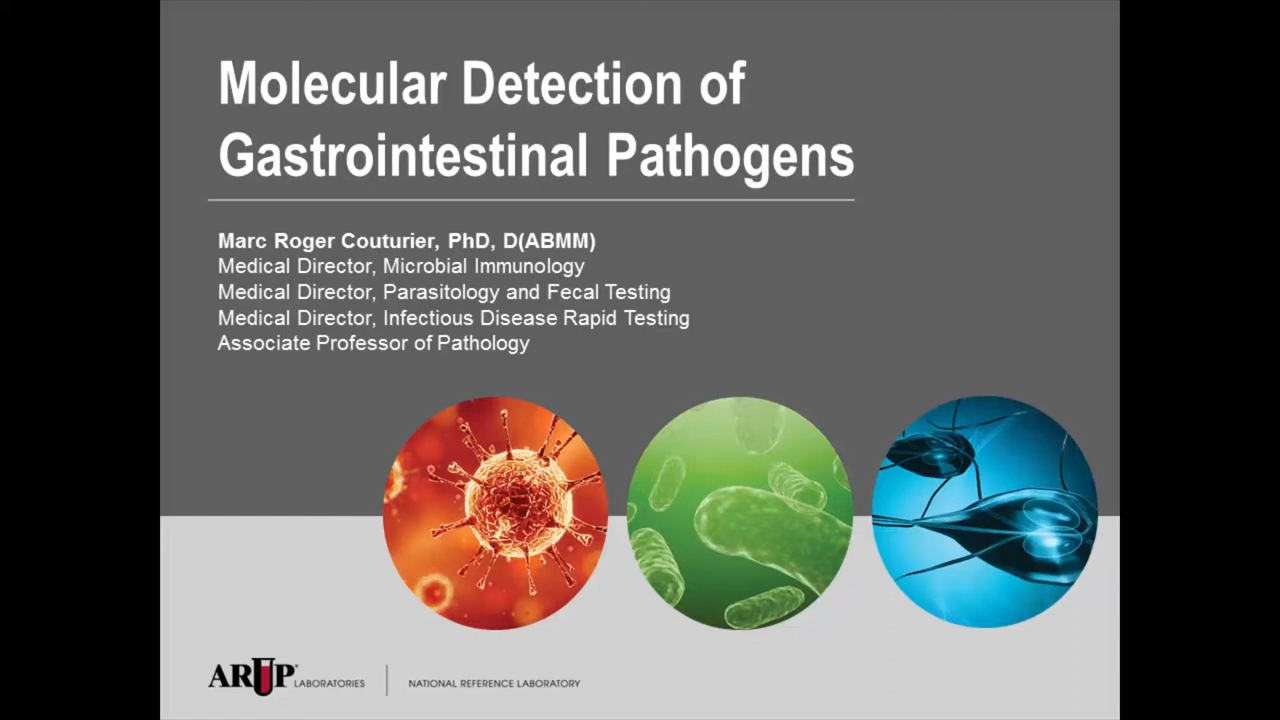 Molecular Detection of
Gastrointestinal Pathogens
Marc Roger Couturier, PhD, D(ABMM)
Medical Director, Microbial Immunology
Medical Director, Parasitology and Fecal Testing
Medical Director, Infectious Disease Rapid Testing
Associate Professor of Pathology
ARUP® LABORATORIES | NATIONAL REFERENCE LABORATORY